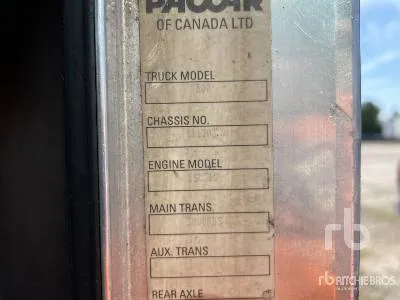 PACCAR
OF CANADA LTD
TRUCK MODEL
CHASSIS NO.
ENGINE MODEL
MAIN TRANS.
AUX. TRANS
REAR AXLE
rb
RITCHIE BROS.